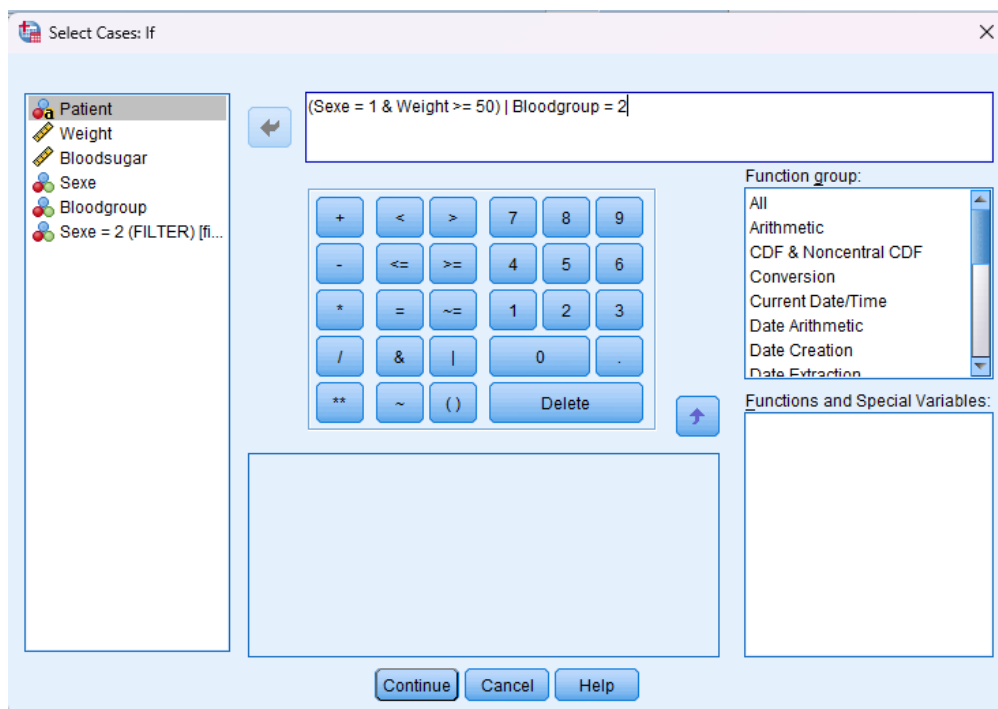 Select Cases: If
Patient
Weight
Bloodsugar
Sexe
Bloodgroup
Sexe = 2 (FILTER) [fi...
(Sexe = 1 & Weight >= 50) | Bloodgroup = 2
+ < > 7 8 9
- <= >= 4 5 6
* = ~= 1 2 3
/ & | 0 .
** ~ ( ) Delete
Function group:
All
Arithmetic
CDF & Noncentral CDF
Conversion
Current Date/Time
Date Arithmetic
Date Creation
Date Extraction
Functions and Special Variables:
Continue Cancel Help